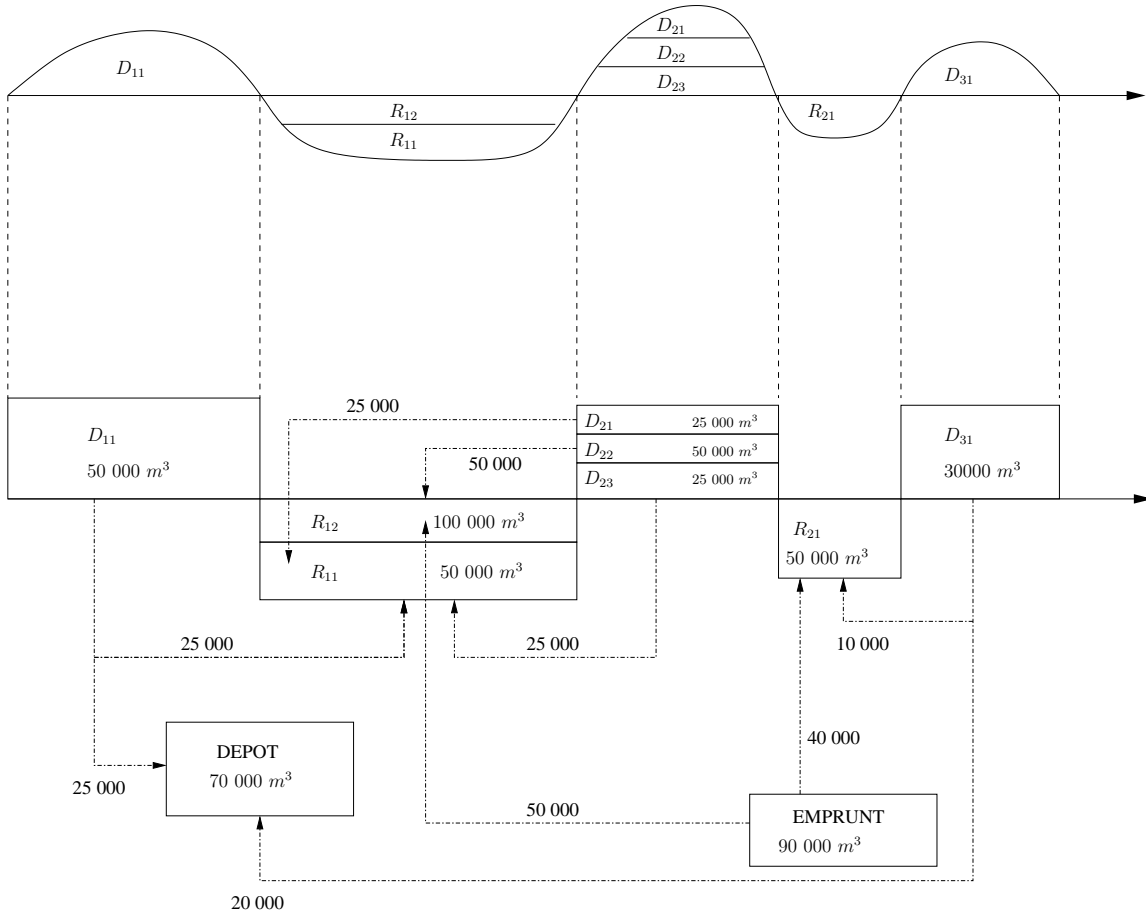 D₂₁
D₁₁ D₂₂
D₂₃ D₃₁
R₁₂ R₂₁
R₁₁
25 000
D₁₁ D₂₁ 25 000 m³ D₃₁
50 000 D₂₂ 50 000 m³
50 000 m³ D₂₃ 25 000 m³ 30000 m³
R₁₂ 100 000 m³ R₂₁
50 000 m³
R₁₁ 50 000 m³
25 000 25 000 10 000
DEPOT 40 000
70 000 m³
25 000
50 000 EMPRUNT
90 000 m³
20 000